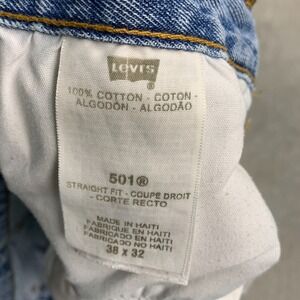 Levi's
®
100% COTTON - COTON -
ALGODÓN - ALGODÃO
501®
STRAIGHT FIT - COUPE DROIT
- CORTE RECTO
MADE IN HAITI
FABRIQUE EN HAITI
FABRICADO EN HAITI
FABRICADO NO HAITI
38 x 32